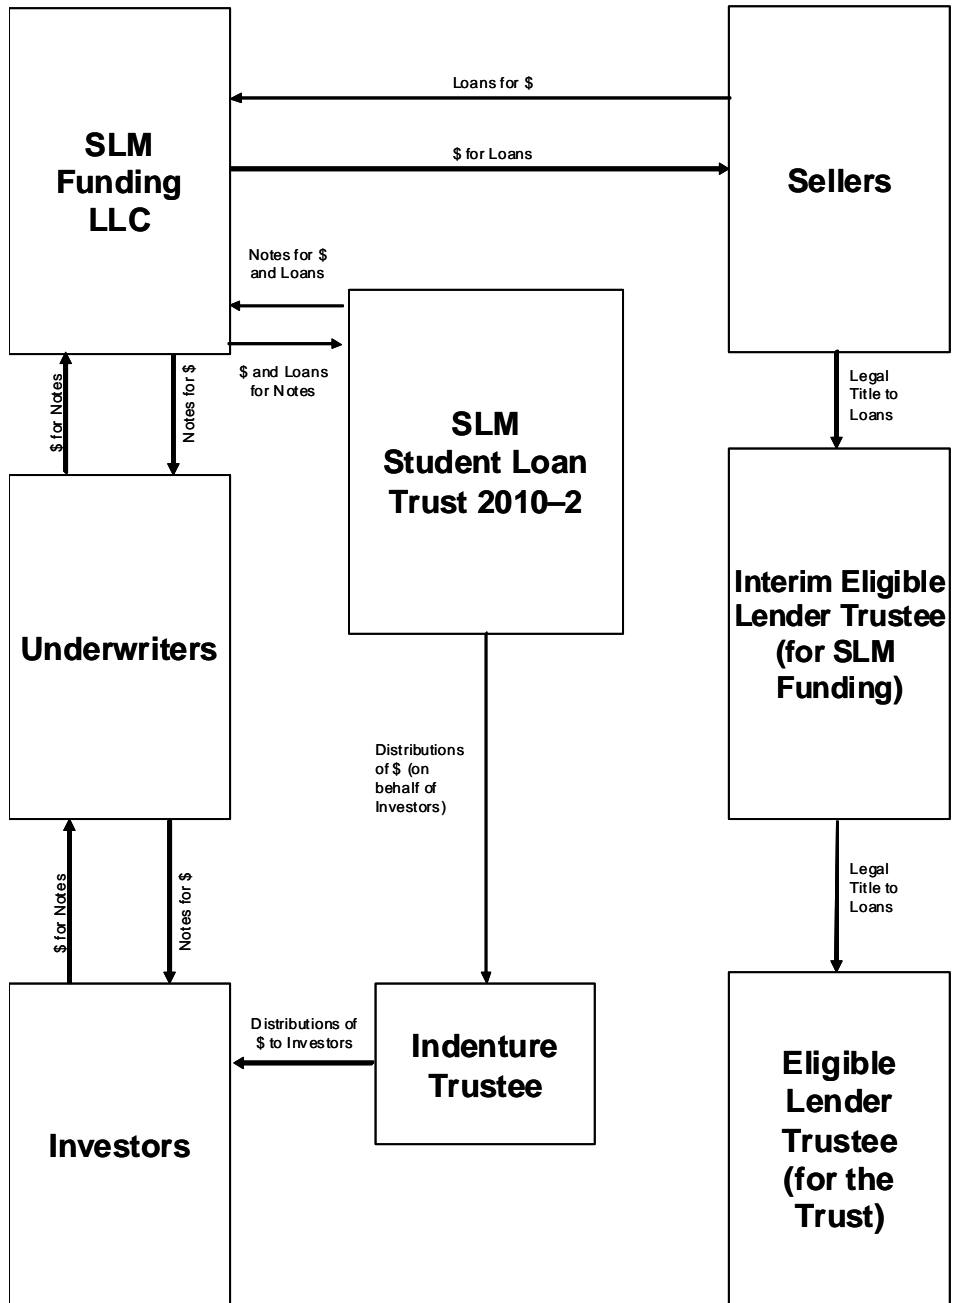 SLM
Funding
LLC
Loans for $
$ for Loans
Sellers
Notes for $
and Loans
$ and Loans
for Notes
$ for Notes
Notes for $
SLM
Student Loan
Trust 2010–2
Legal
Title to
Loans
Underwriters
Interim Eligible
Lender Trustee
(for SLM
Funding)
Distributions
of $ (on
behalf of
Investors)
$ for Notes
Notes for $
Legal
Title to
Loans
Investors
Distributions of
$ to Investors
Indenture
Trustee
Eligible
Lender
Trustee
(for the
Trust)